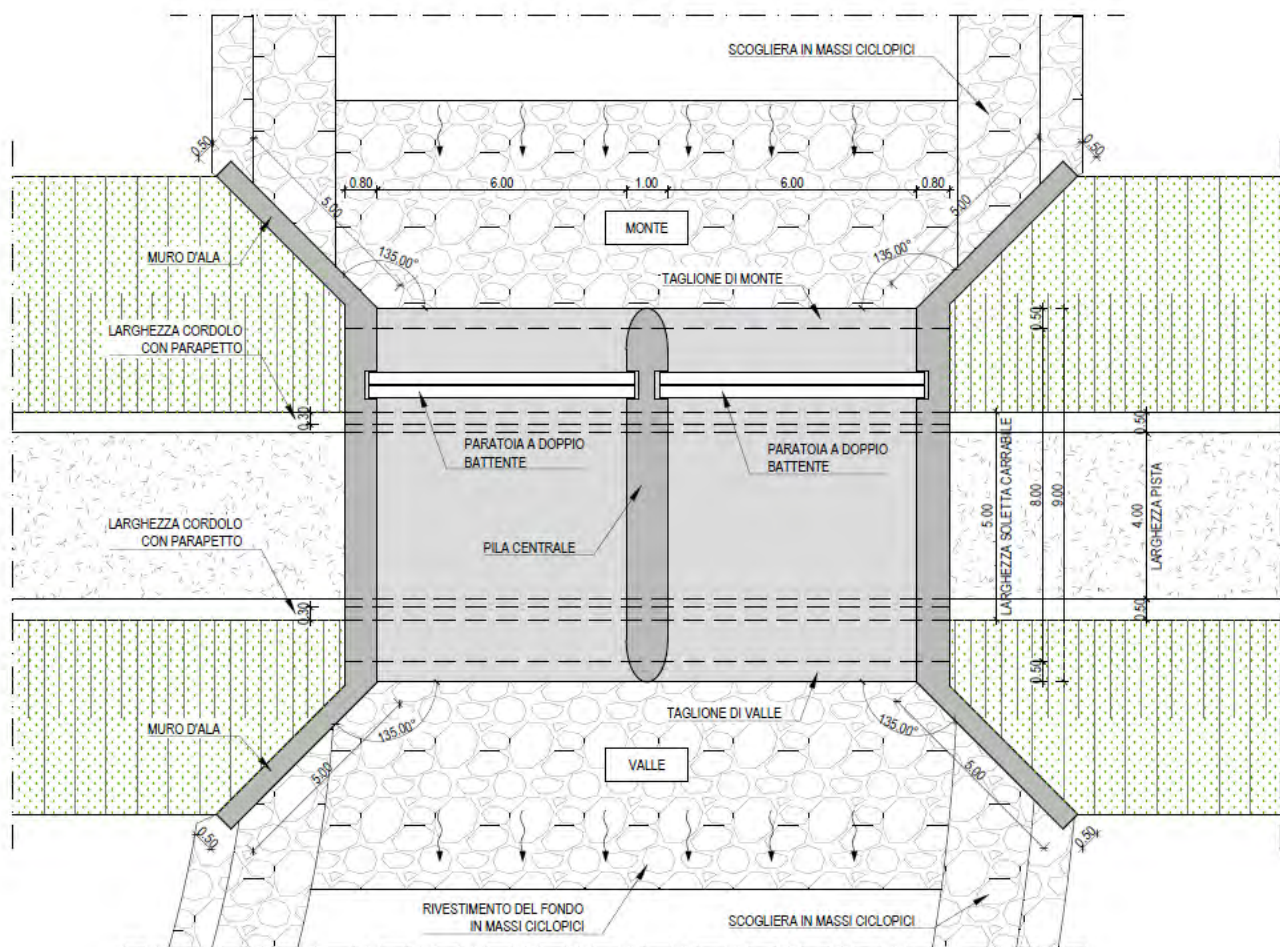 SCOGLIERA IN MASSI CICLOPICI
0.50
0.50
0.80
6.00
1.00
6.00
0.80
5.00
5.00
MONTE
MURO D'ALA
135.00°
135.00°
TAGLIONE DI MONTE
LARGHEZZA CORDOLO
CON PARAPETTO
0.50
0.30
0.50
PARATOIA A DOPPIO
BATTENTE
PARATOIA A DOPPIO
BATTENTE
5.00
LARGHEZZA SOLETTA CARRABILE
8.00
9.00
4.00
LARGHEZZA PISTA
LARGHEZZA CORDOLO
CON PARAPETTO
PILA CENTRALE
0.30
0.50
0.50
TAGLIONE DI VALLE
MURO D'ALA
135.00°
135.00°
VALLE
5.00
5.00
0.50
0.50
RIVESTIMENTO DEL FONDO
IN MASSI CICLOPICI
SCOGLIERA IN MASSI CICLOPICI